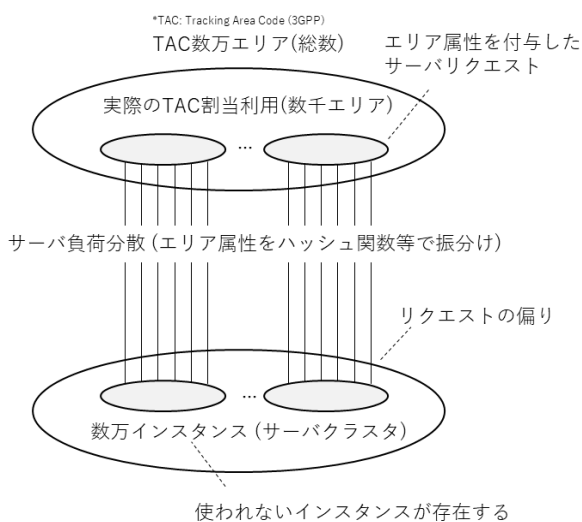 *TAC: Tracking Area Code (3GPP)
TAC数万エリア(総数)
エリア属性を付与した
サーバリクエスト
実際のTAC割当利用(数千エリア)
...
サーバ負荷分散 (エリア属性をハッシュ関数等で振分け)
リクエストの偏り
...
数万インスタンス (サーバクラスタ)
使われないインスタンスが存在する